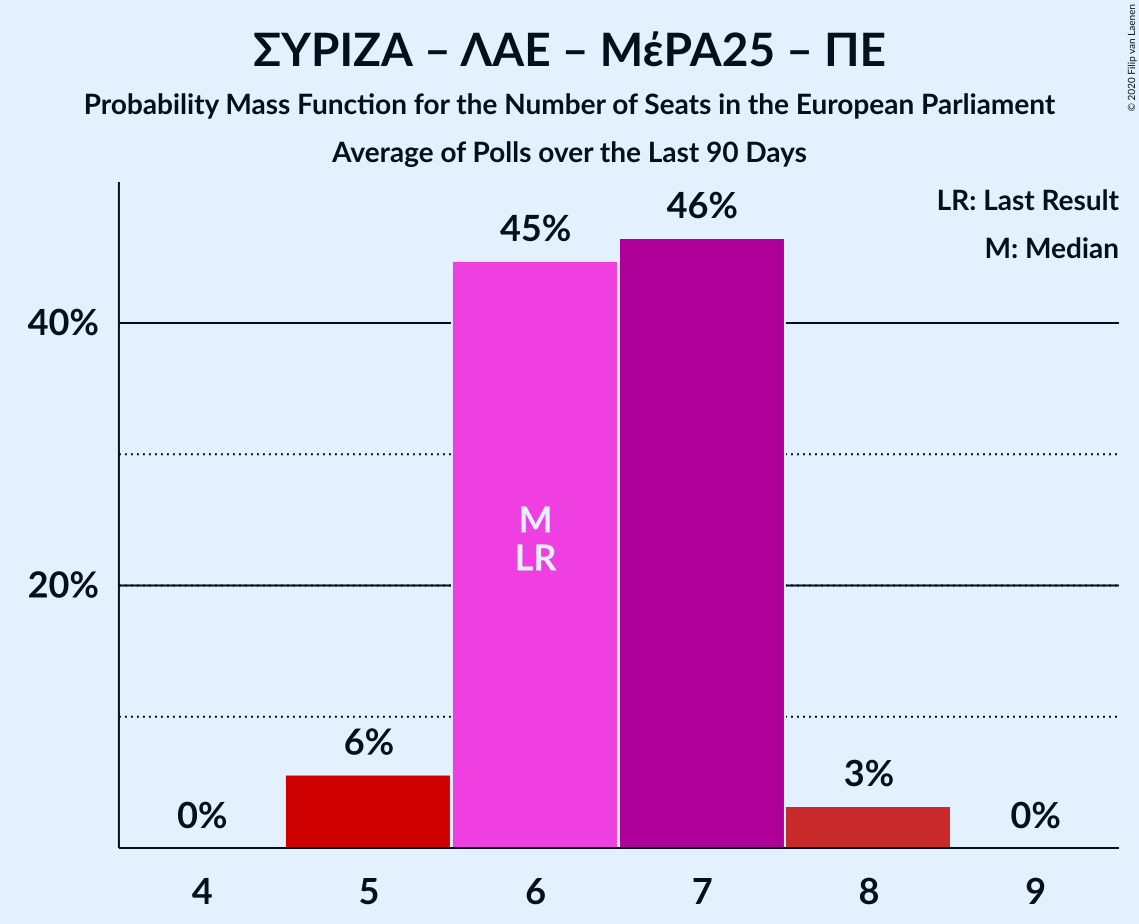 ΣΥΡΙΖΑ – ΛΑΕ – ΜέΡΑ25 – ΠΕ
Probability Mass Function for the Number of Seats in the European Parliament
Average of Polls over the Last 90 Days
© 2020 Filip van Laenen
LR: Last Result
M: Median
46%
45%
40%
M
LR
20%
6%
3%
0%
0%
4 5 6 7 8 9